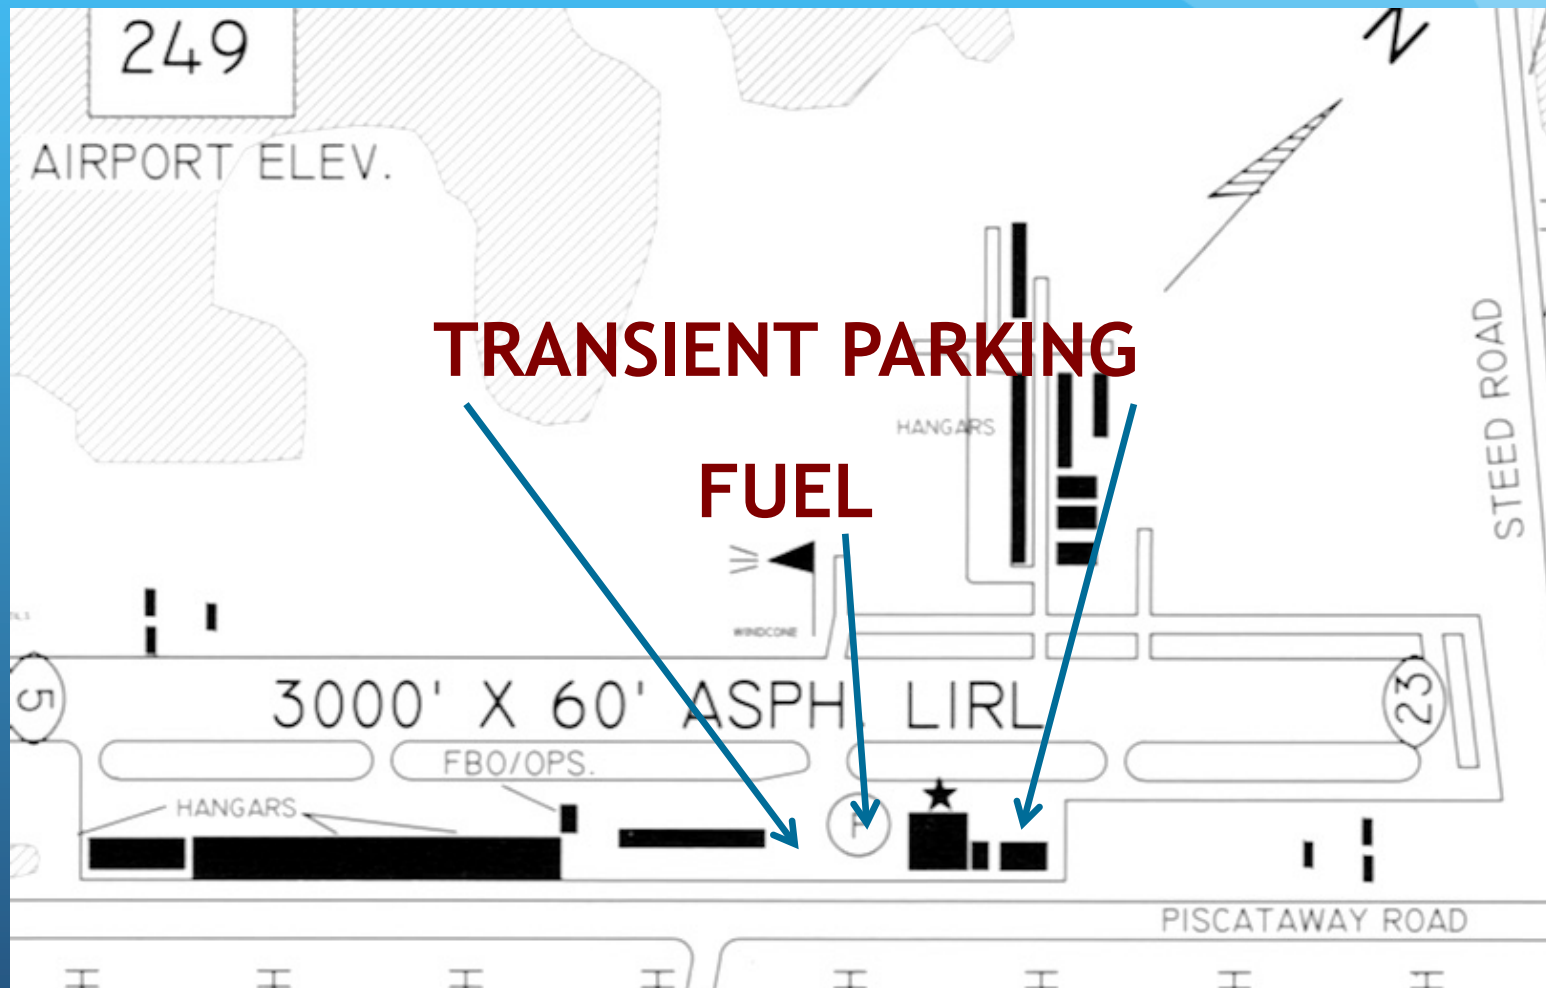 249
N
AIRPORT ELEV.
TRANSIENT PARKING
STEED ROAD
HANGARS
FUEL
WINDCONE
5
3000' X 60' ASPH. LIRL
23
FBO/OPS.
HANGARS
F
PISCATAWAY ROAD
H H H H H H H H